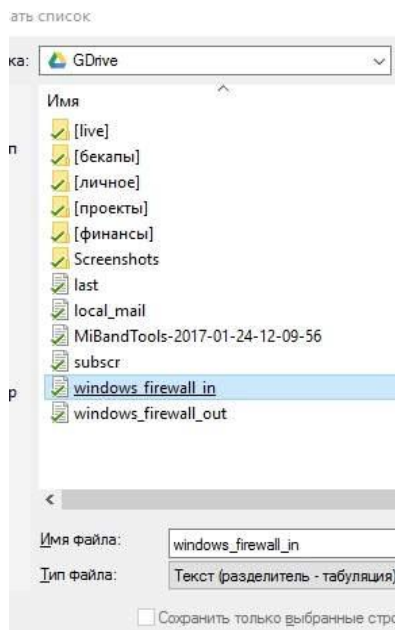 ать список
ка:
GDrive
Имя
[live]
п
[бекапы]
[личное]
[проекты]
[финансы]
Screenshots
last
local_mail
MiBandTools-2017-01-24-12-09-56
subscr
р
windows_firewall_in
windows_firewall_out
Имя файла:
windows_firewall_in
Тип файла:
Текст (разделитель - табуляция)
Сохранить только выбранные стро